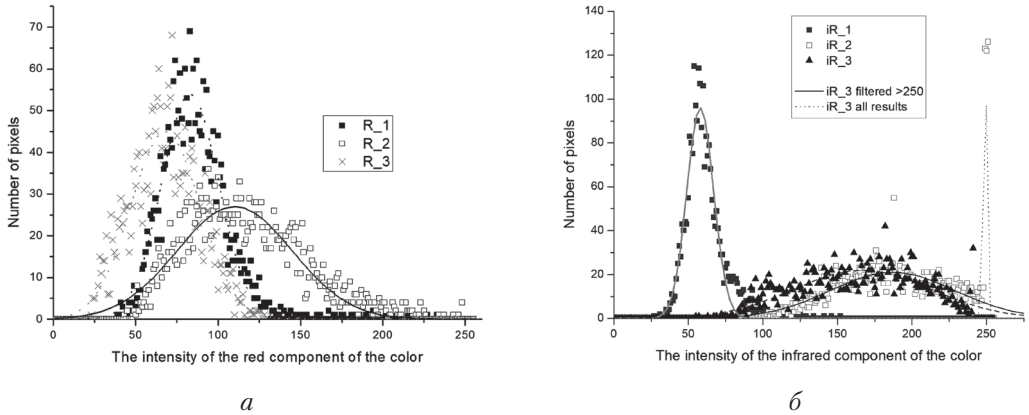 70
60
50
40
30
20
10
0
Number of pixels
R_1
R_2
R_3
0 50 100 150 200 250
The intensity of the red component of the color
а
140
120
100
80
60
40
20
0
Number of pixels
iR_1
iR_2
iR_3
iR_3 filtered >250
iR_3 all results
0 50 100 150 200 250
The intensity of the infrared component of the color
б